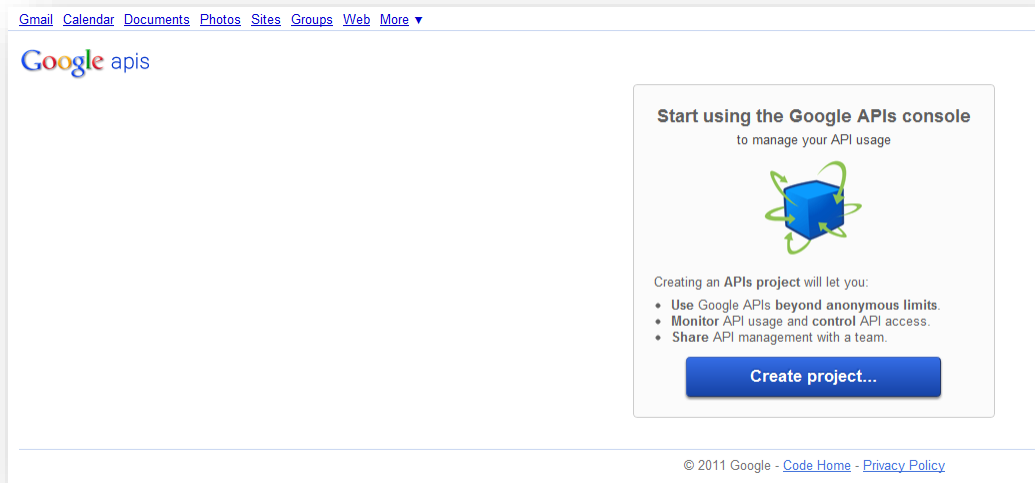 Gmail Calendar Documents Photos Sites Groups Web More ▼
Google apis
Start using the Google APIs console
to manage your API usage
Creating an APIs project will let you:
• Use Google APIs beyond anonymous limits.
• Monitor API usage and control API access.
• Share API management with a team.
Create project...
© 2011 Google - Code Home - Privacy Policy